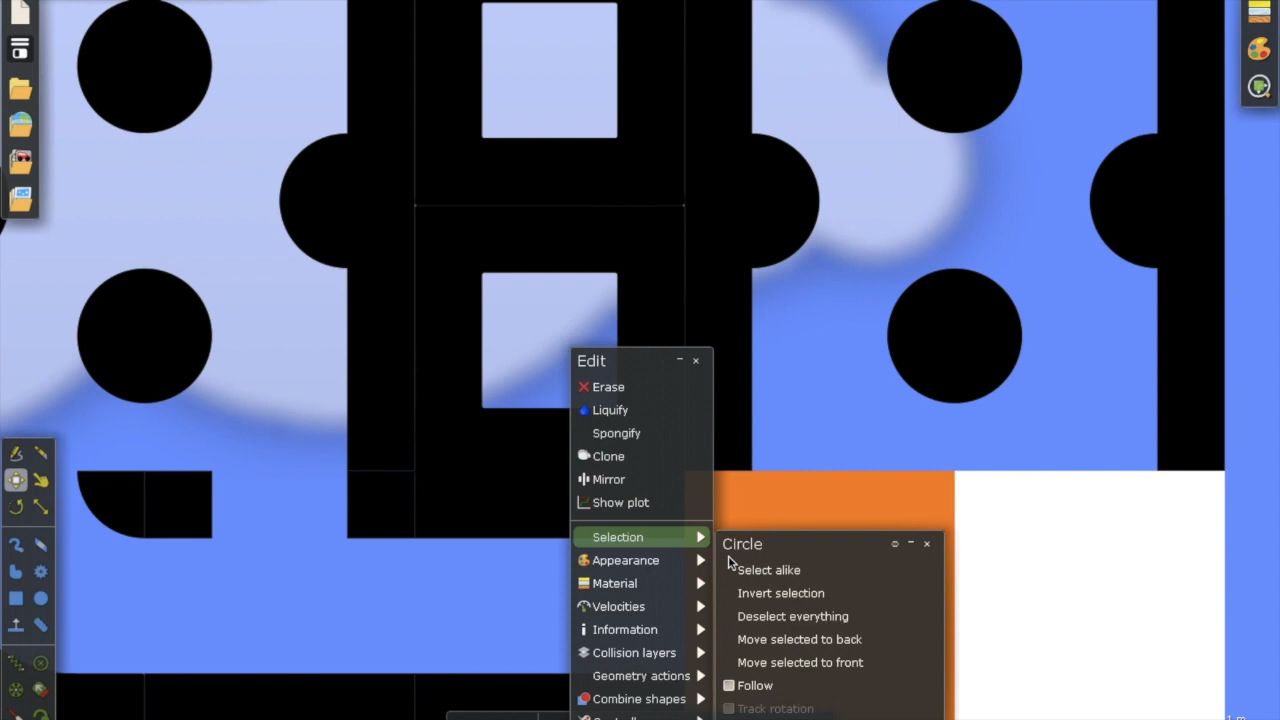 Edit
Erase
Liquify
Spongify
Clone
Mirror
Show plot
Selection
Appearance
Material
Velocities
Information
Collision layers
Geometry actions
Combine shapes
Circle
Select alike
Invert selection
Deselect everything
Move selected to back
Move selected to front
Follow
Track rotation
1 m